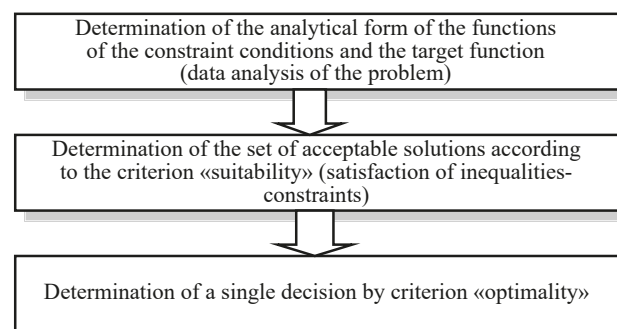 Determination of the analytical form of the functions
of the constraint conditions and the target function
(data analysis of the problem)
Determination of the set of acceptable solutions according
to the criterion «suitability» (satisfaction of inequalities-
constraints)
Determination of a single decision by criterion «optimality»